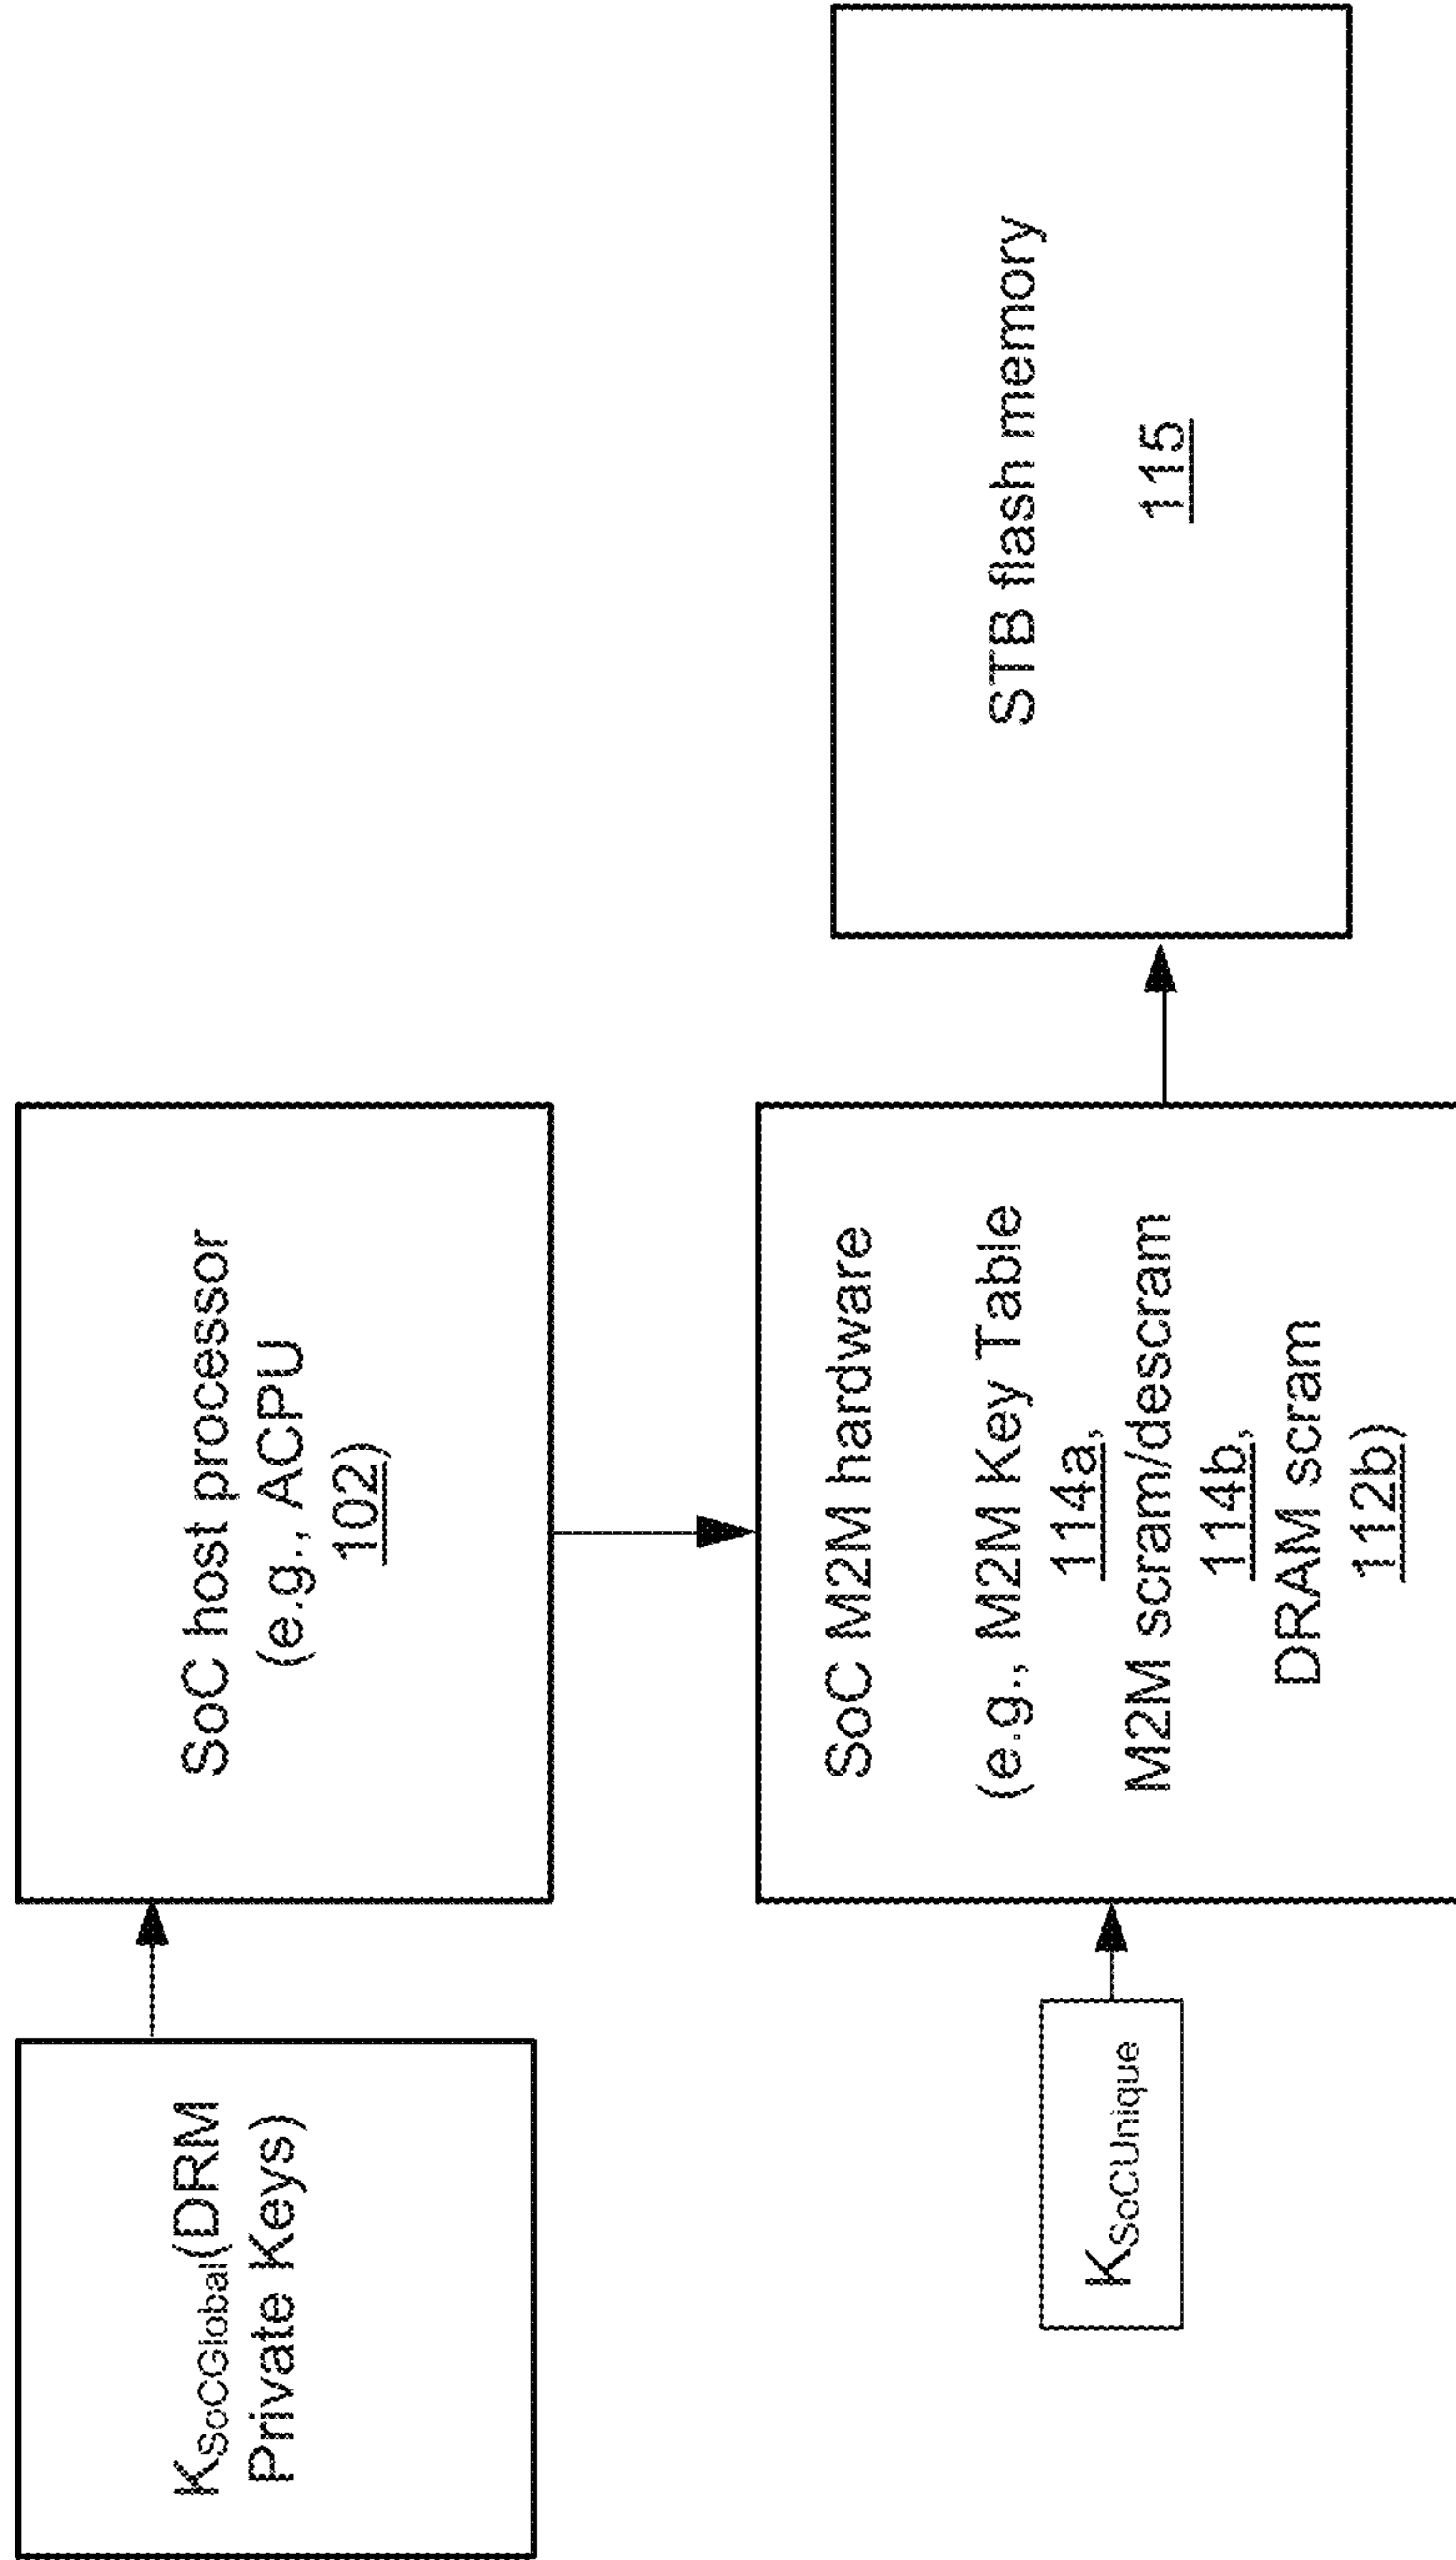 K_SoCGlobal(DRM
Private Keys)
SoC host processor
(e.g., ACPU
102)
K_SoCUnique
SoC M2M hardware
(e.g., M2M Key Table
114a,
M2M scram/descram
114b,
DRAM scram
112b)
STB flash memory
115